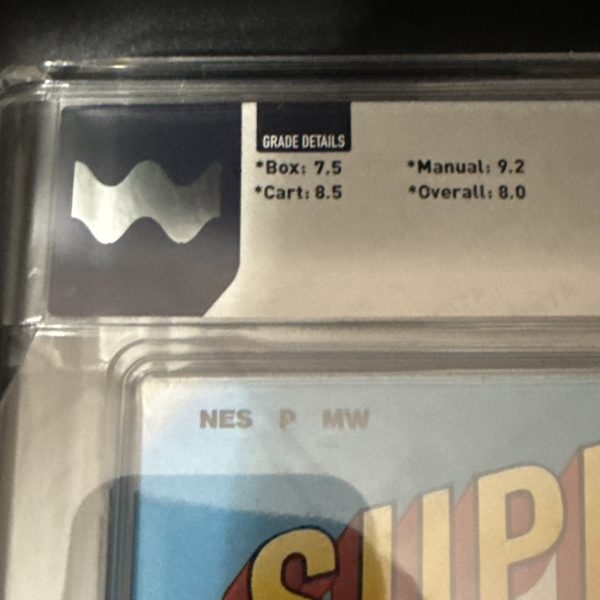 GRADE DETAILS
*Box: 7.5 *Manual: 9.2
*Cart: 8.5 *Overall: 8.0
NES P MW
SUP